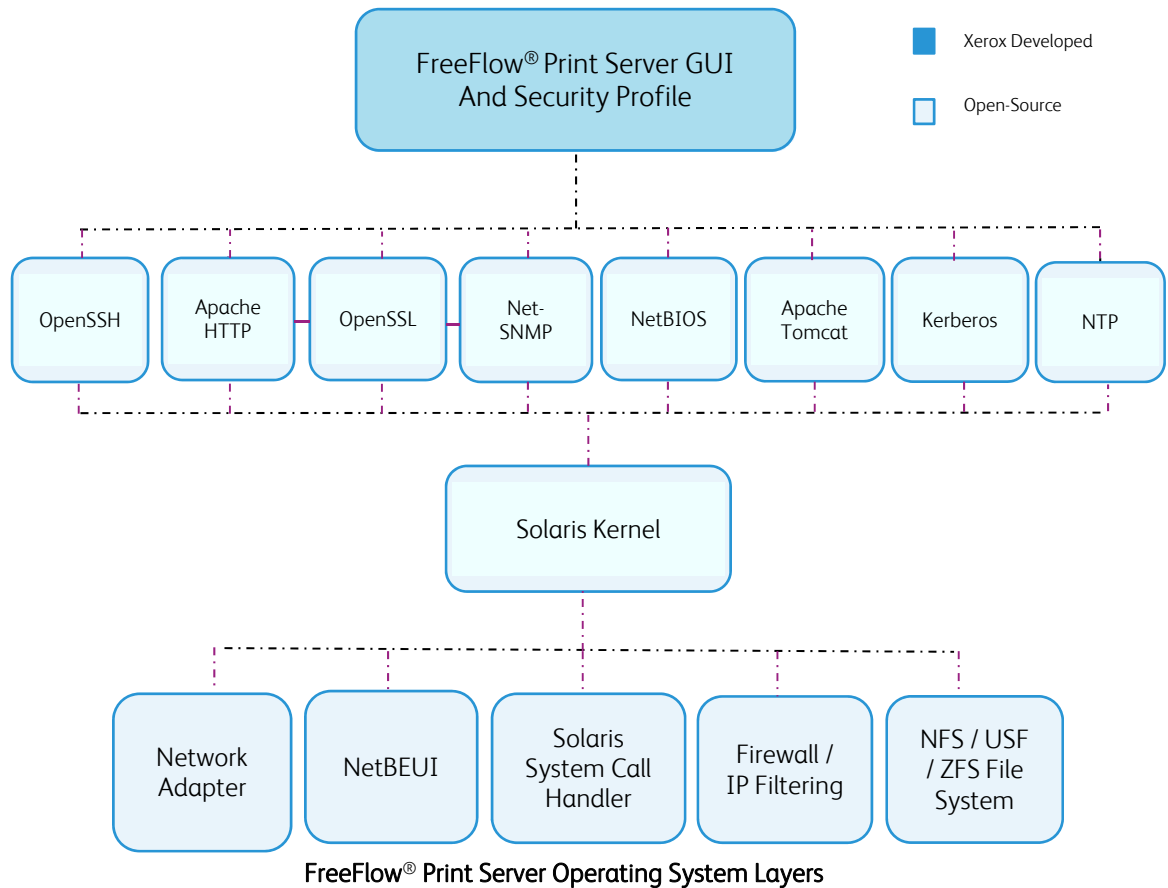 FreeFlow® Print Server GUI
And Security Profile
Xerox Developed
Open-Source
OpenSSH
Apache
HTTP
OpenSSL
Net-
SNMP
NetBIOS
Apache
Tomcat
Kerberos
NTP
Solaris Kernel
Network
Adapter
NetBEUI
Solaris
System Call
Handler
Firewall /
IP Filtering
NFS / USF
/ ZFS File
System
FreeFlow® Print Server Operating System Layers